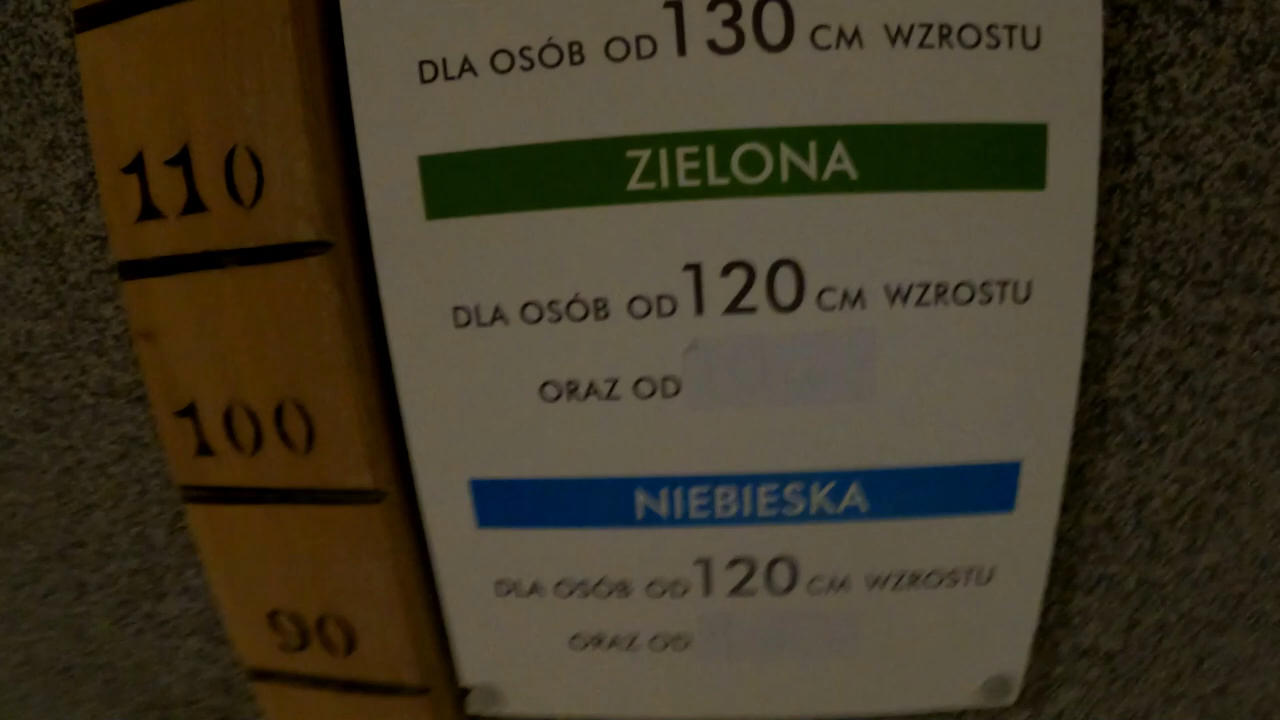 DLA OSÓB OD 130 CM WZROSTU
ZIELONA
DLA OSÓB OD 120 CM WZROSTU
ORAZ OD
NIEBIESKA
DLA OSÓB OD 120 CM WZROSTU
ORAZ OD
110
100
90